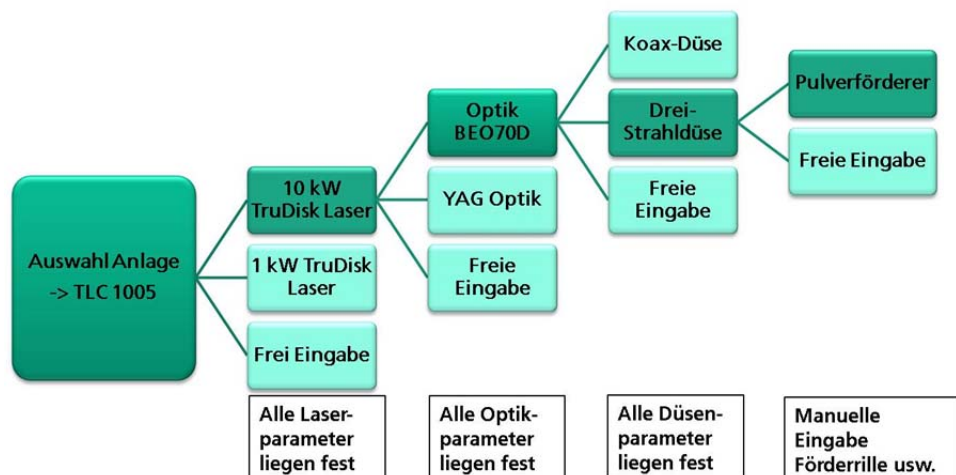 Auswahl Anlage
-> TLC 1005
10 kW
TruDisk Laser
1 kW TruDisk
Laser
Frei Eingabe
Optik
BEO70D
YAG Optik
Freie
Eingabe
Koax-Düse
Drei-
Strahldüse
Freie
Eingabe
Pulverförderer
Freie Eingabe
Alle Laser-
parameter
liegen fest
Alle Optik-
parameter
liegen fest
Alle Düsen-
parameter
liegen fest
Manuelle
Eingabe
Förderrille usw.